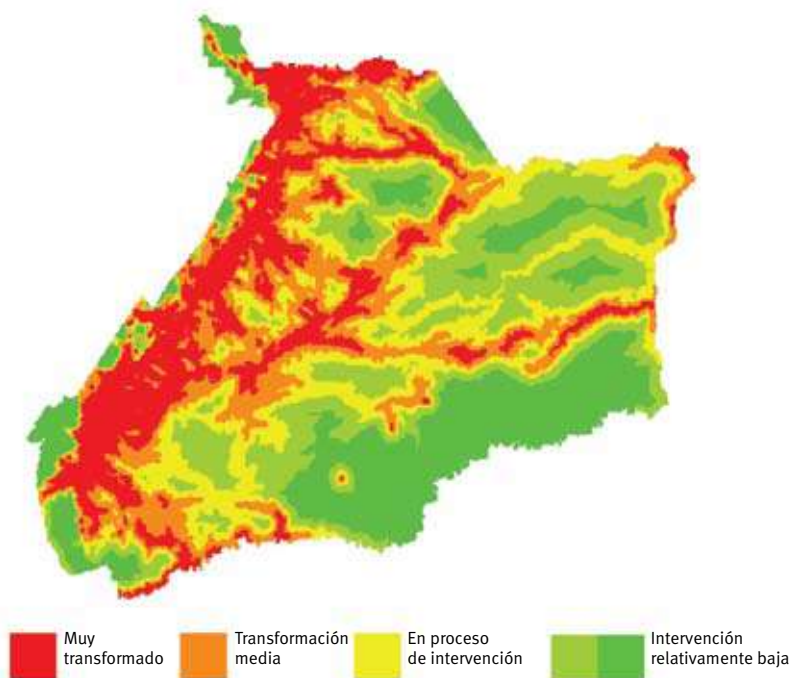 Muy
transformado
Transformación
media
En proceso
de intervención
Intervención
relativamente baja